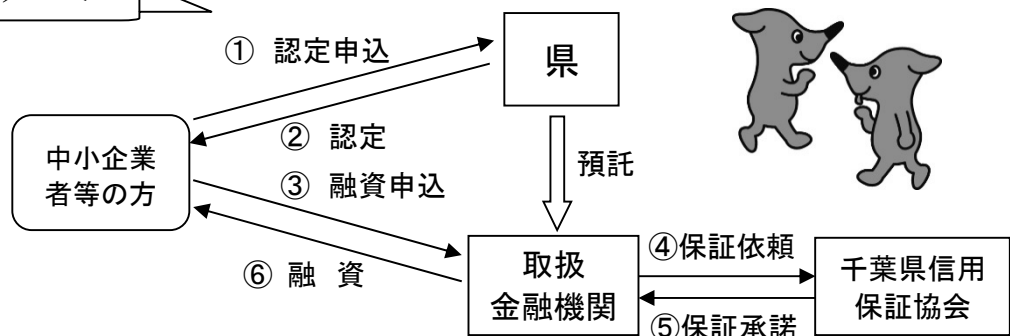 ① 認定申込
県
② 認定
中小企業
者等の方
③ 融資申込
預託
⑥ 融 資
取扱
金融機関
④保証依頼
千葉県信用
保証協会
⑤保証承諾